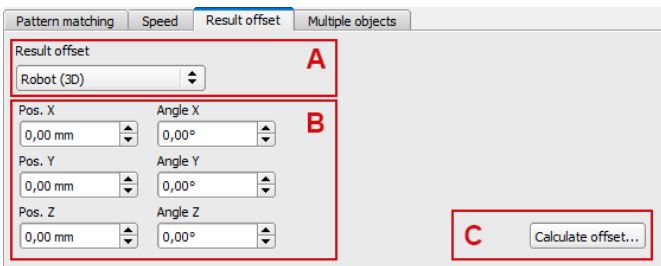 Pattern matching Speed Result offset Multiple objects
Result offset
A
Robot (3D)
Pos. X Angle X
B
0,00 mm 0,00°
Pos. Y Angle Y
0,00 mm 0,00°
Pos. Z Angle Z
0,00 mm 0,00°
C Calculate offset...